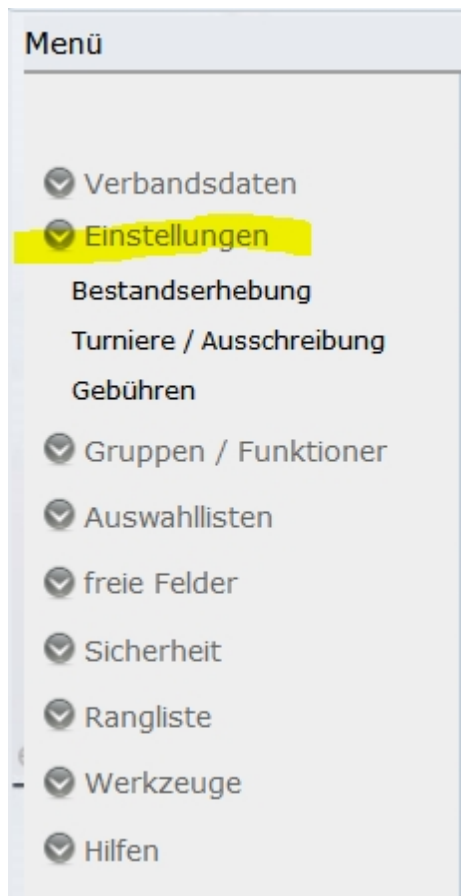 Menü
Verbandsdaten
Einstellungen
Bestandserhebung
Turniere / Ausschreibung
Gebühren
Gruppen / Funktioner
Auswahllisten
freie Felder
Sicherheit
Rangliste
Werkzeuge
Hilfen